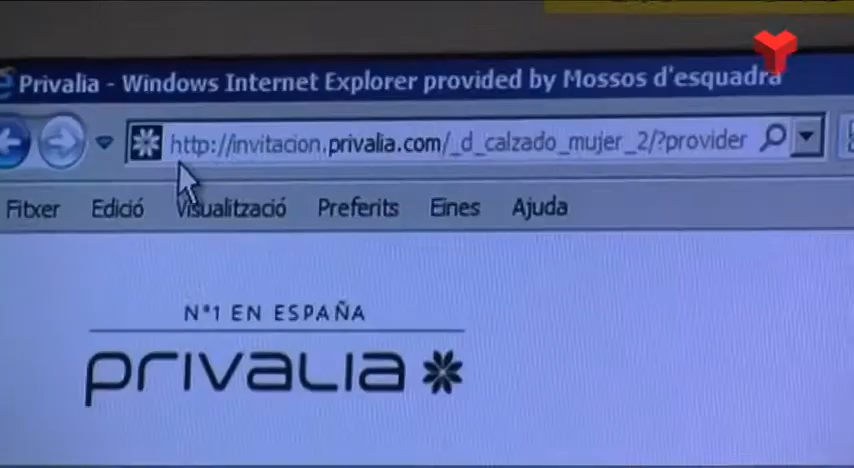 Privalia - Windows Internet Explorer provided by Mossos d'esquadra
http://invitacion.privalia.com/_d_calzado_mujer_2/?provider
Fitxer Edició Visualització Preferits Eines Ajuda
Nº1 EN ESPAÑA
privalia